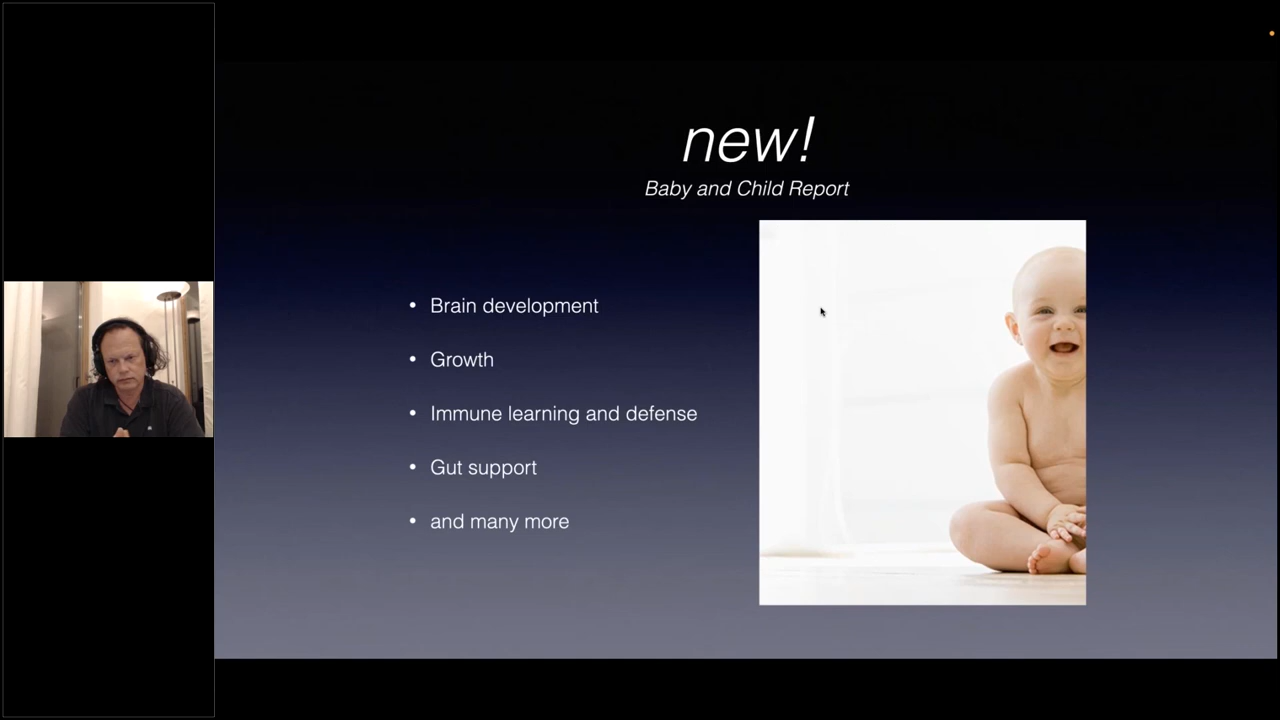 new!
Baby and Child Report
• Brain development
• Growth
• Immune learning and defense
• Gut support
• and many more